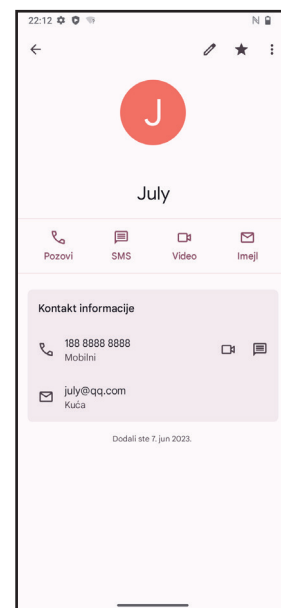 22:12
J
July
Pozovi SMS Video Imejl
Kontakt informacije
188 8888 8888
Mobilni
july@qq.com
Kuća
Dodali ste 7. jun 2023.